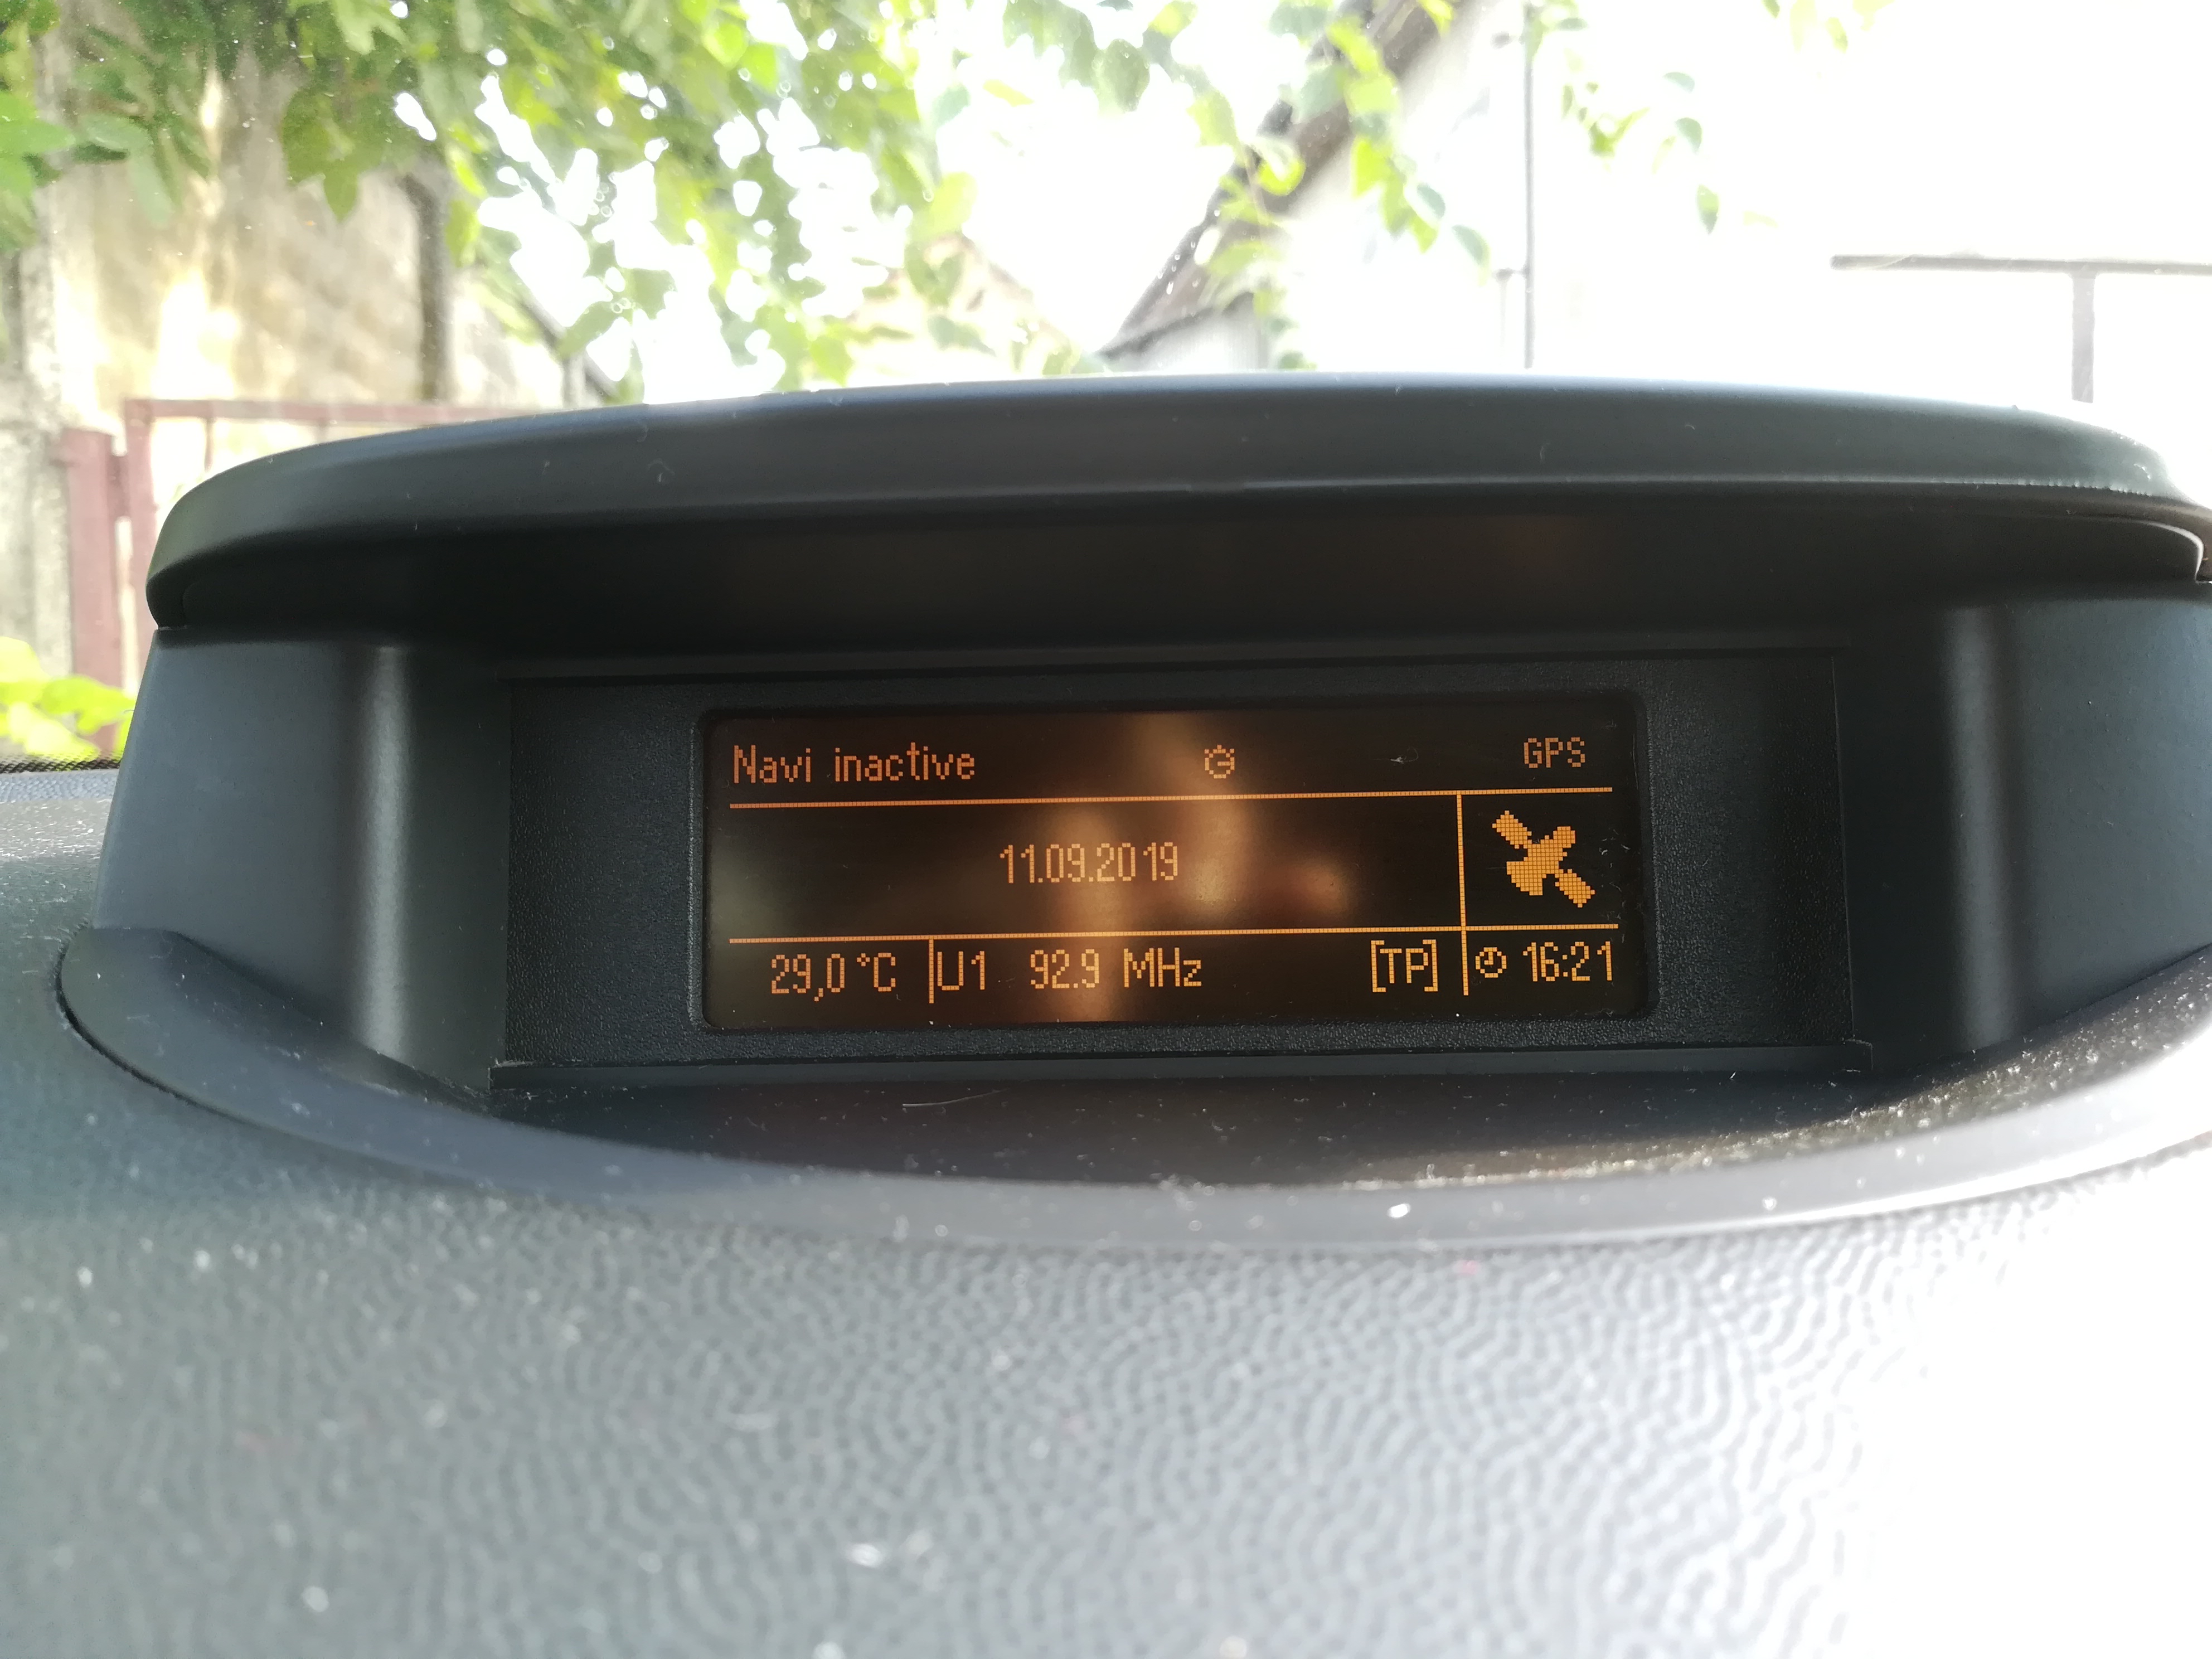 Navi inactive GPS
11.09.2019
29,0 °C U1 92.9 MHz [TP] 16:21